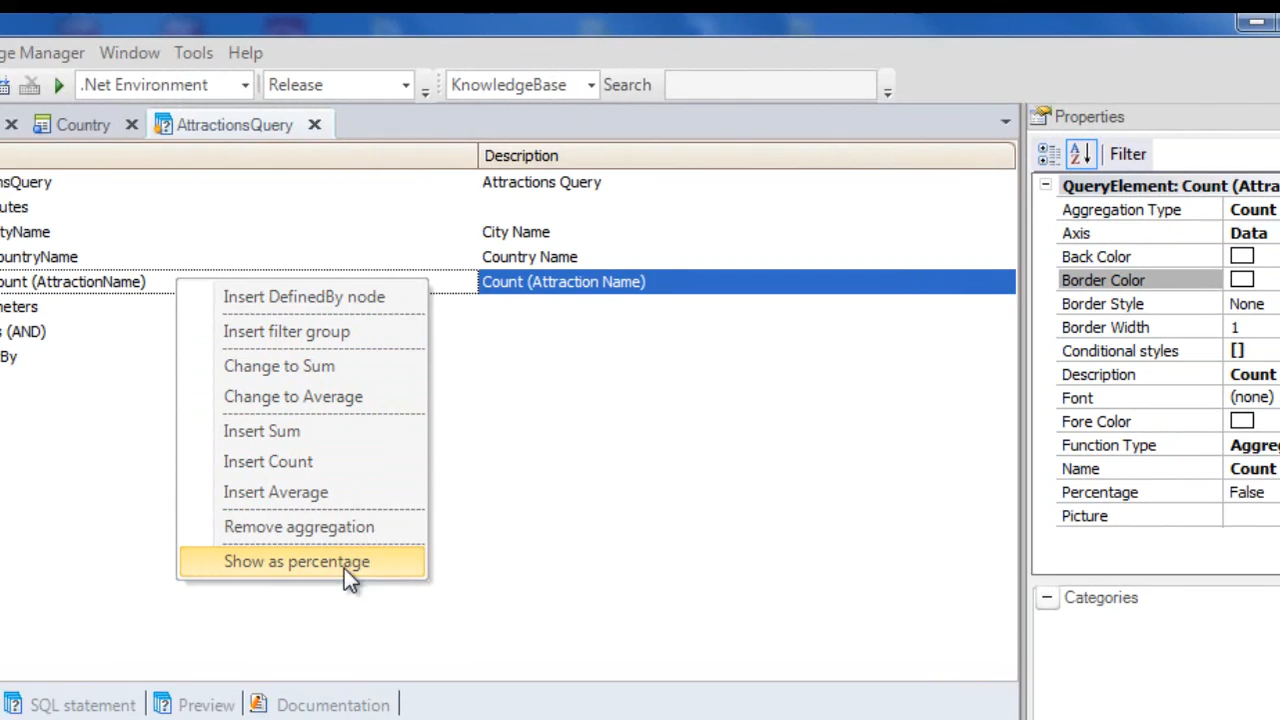 ge Manager Window Tools Help
.Net Environment Release KnowledgeBase Search
Country AttractionsQuery
Description
nsQuery Attractions Query
utes
tyName City Name
ountryName Country Name
ount (AttractionName) Count (Attraction Name)
meters
s (AND)
By
Insert DefinedBy node
Insert filter group
Change to Sum
Change to Average
Insert Sum
Insert Count
Insert Average
Remove aggregation
Show as percentage
SQL statement Preview Documentation
Properties
Filter
QueryElement: Count (Attra
Aggregation Type Count
Axis Data
Back Color
Border Color
Border Style None
Border Width 1
Conditional styles []
Description Count
Font (none)
Fore Color
Function Type Aggre
Name Count
Percentage False
Picture
Categories